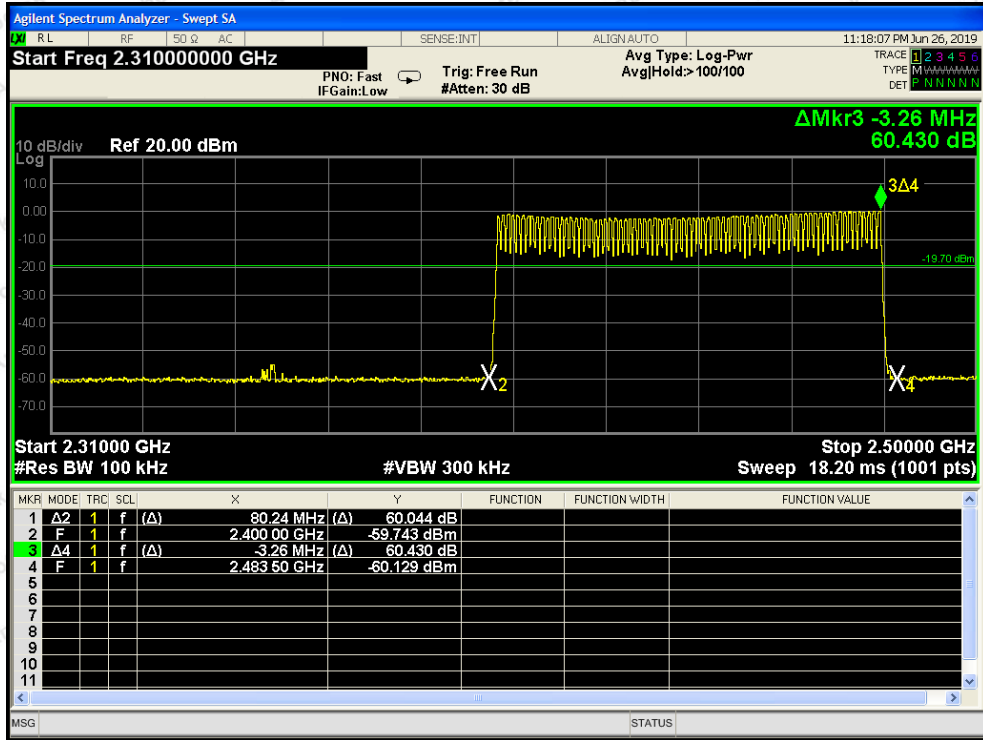 Agilent Spectrum Analyzer - Swept SA
LXI RL RF 50 Ω AC SENSE:INT ALIGN AUTO 11:18:07 PM Jun 26, 2019
Start Freq 2.310000000 GHz
PNO: Fast
IFGain:Low
Trig: Free Run
#Atten: 30 dB
Avg Type: Log-Pwr
Avg|Hold:>100/100
TRACE 1 2 3 4 5 6
TYPE M WWWWW
DET P N N N N N
ΔMkr3 -3.26 MHz
60.430 dB
10 dB/div Ref 20.00 dBm
Log
10.0
0.00
-10.0
-20.0
-30.0
-40.0
-50.0
-60.0
-70.0
3Δ4
-19.70 dBm
2
4
Start 2.31000 GHz Stop 2.50000 GHz
#Res BW 100 kHz #VBW 300 kHz Sweep 18.20 ms (1001 pts)
MKR MODE TRC SCL X Y FUNCTION FUNCTION WIDTH FUNCTION VALUE
1 Δ2 1 f (Δ) 80.24 MHz (Δ) 60.044 dB
2 F 1 f 2.400 00 GHz -59.743 dBm
3 Δ4 1 f (Δ) -3.26 MHz (Δ) 60.430 dB
4 F 1 f 2.483 50 GHz -60.129 dBm
5
6
7
8
9
10
11
MSG STATUS